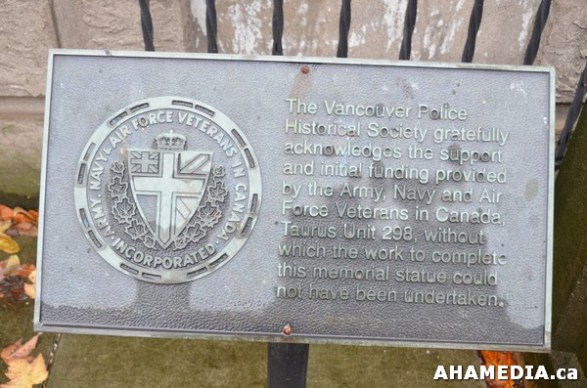 ARMY, NAVY & AIR FORCE VETERANS IN CANADA.
INCORPORATED
The Vancouver Police
Historical Society gratefully
acknowledges the support
and initial funding provided
by the Army, Navy and Air
Force Veterans in Canada,
Taurus Unit 298, without
which the work to complete
this memorial statue could
not have been undertaken.
AHAMEDIA.ca